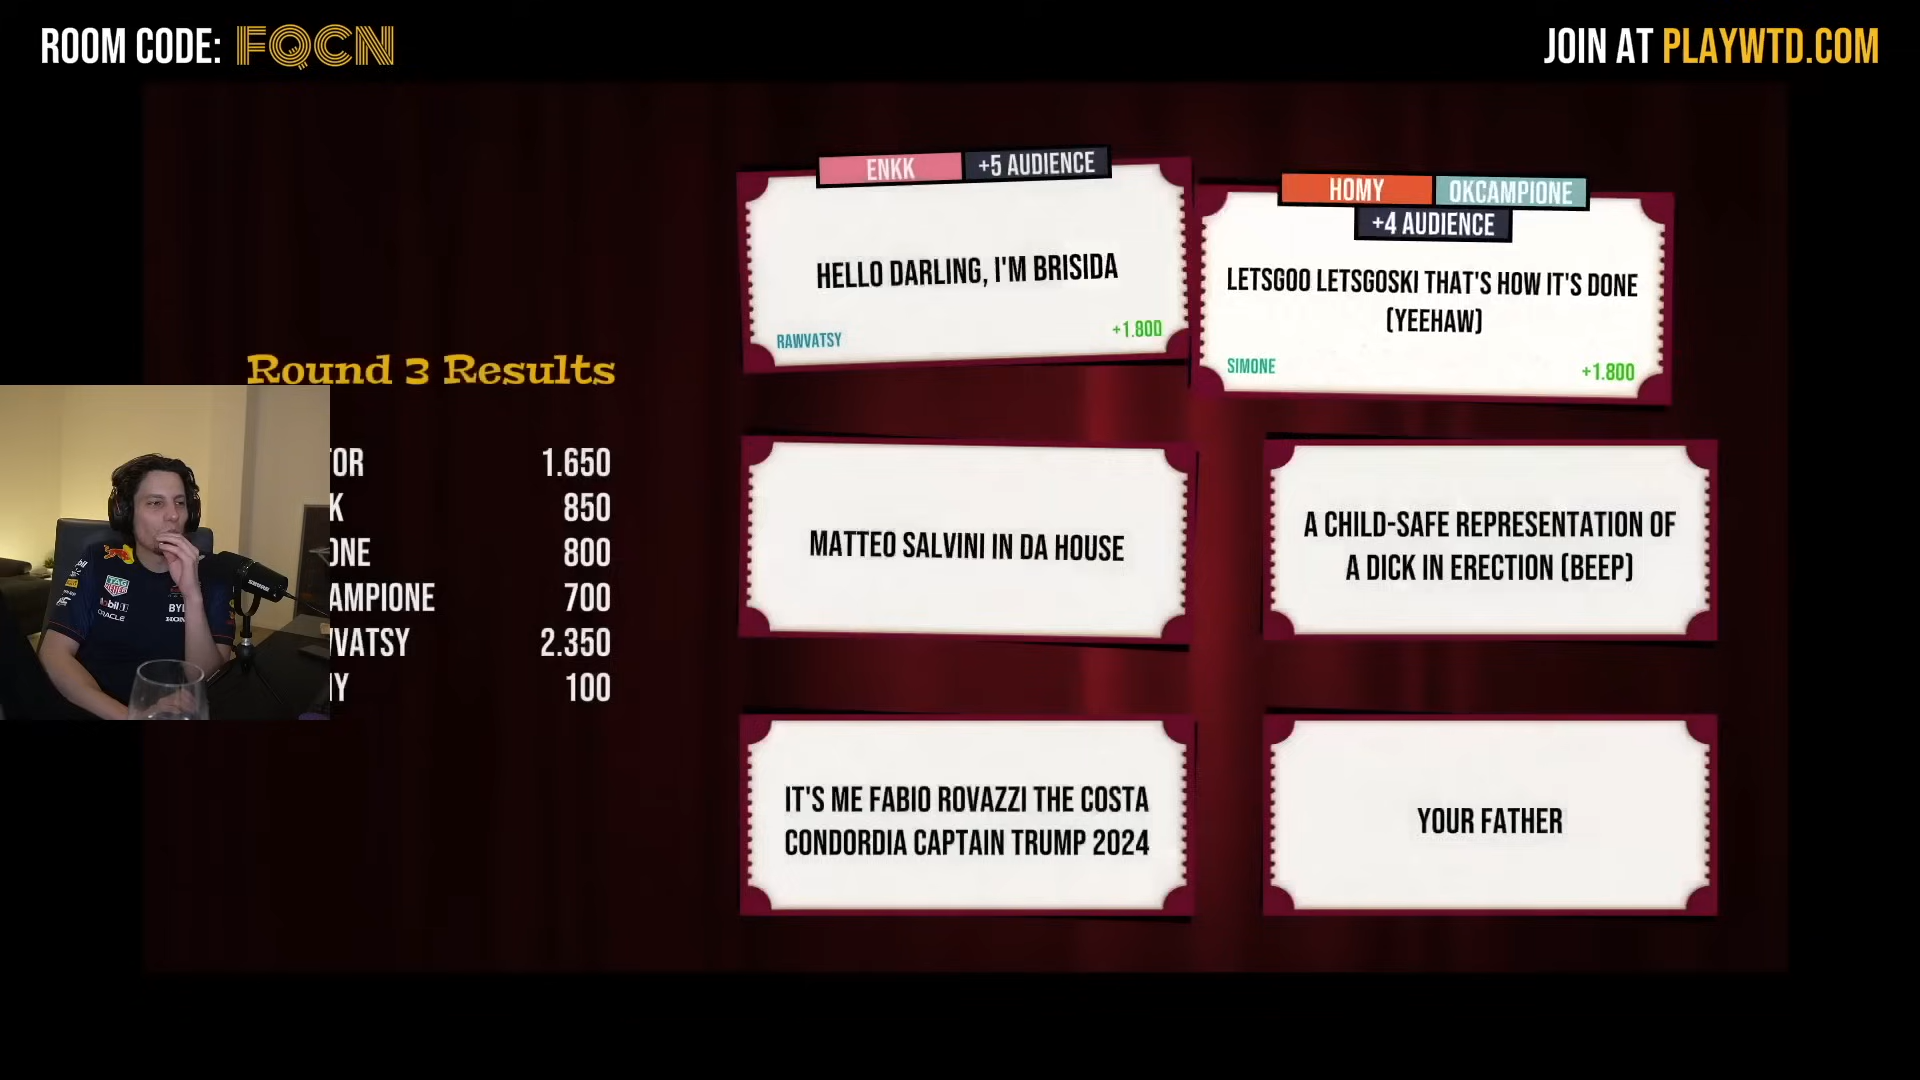 ROOM CODE: FQCN
JOIN AT PLAYWTD.COM
ENKK +5 AUDIENCE
HELLO DARLING, I'M BRISIDA
RAWVATSY +1.800
HOMY OKCAMPIONE
+4 AUDIENCE
LETSGOO LETSGOSKI THAT'S HOW IT'S DONE
(YEEHAW)
SIMONE +1.800
Round 3 Results
TOR 1.650
K 850
ONE 800
AMPIONE 700
VATSY 2.350
Y 100
MATTEO SALVINI IN DA HOUSE
A CHILD-SAFE REPRESENTATION OF
A DICK IN ERECTION (BEEP)
IT'S ME FABIO ROVAZZI THE COSTA
CONDORDIA CAPTAIN TRUMP 2024
YOUR FATHER
TAG
HEUER
ORACLE